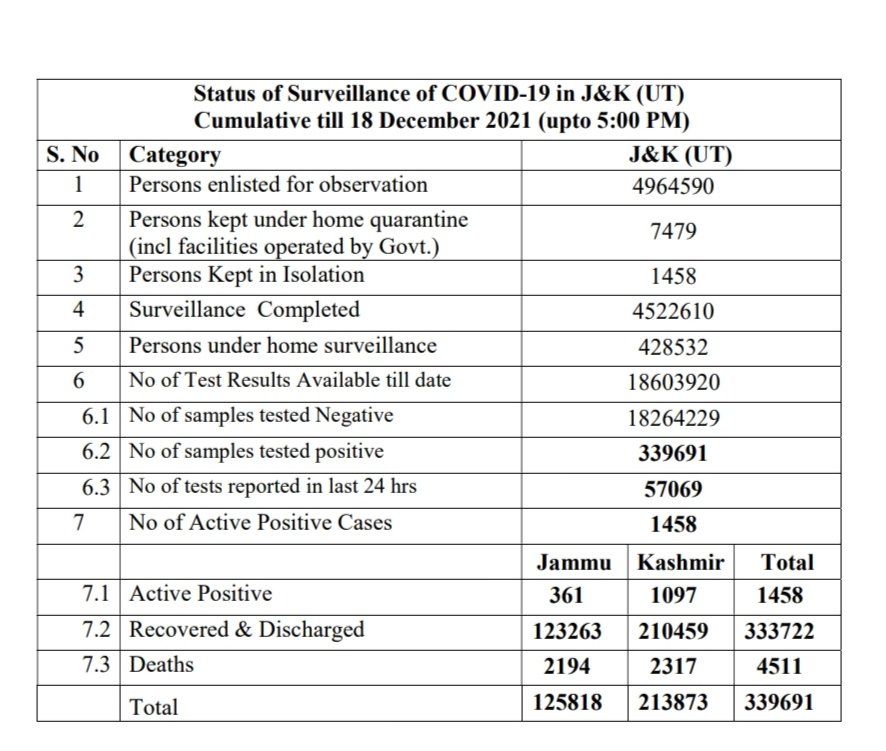 Status of Surveillance of COVID-19 in J&K (UT)
Cumulative till 18 December 2021 (upto 5:00 PM)
S. No Category J&K (UT)
1 Persons enlisted for observation 4964590
2 Persons kept under home quarantine
(incl facilities operated by Govt.) 7479
3 Persons Kept in Isolation 1458
4 Surveillance Completed 4522610
5 Persons under home surveillance 428532
6 No of Test Results Available till date 18603920
6.1 No of samples tested Negative 18264229
6.2 No of samples tested positive 339691
6.3 No of tests reported in last 24 hrs 57069
7 No of Active Positive Cases 1458
Jammu Kashmir Total
7.1 Active Positive 361 1097 1458
7.2 Recovered & Discharged 123263 210459 333722
7.3 Deaths 2194 2317 4511
Total 125818 213873 339691